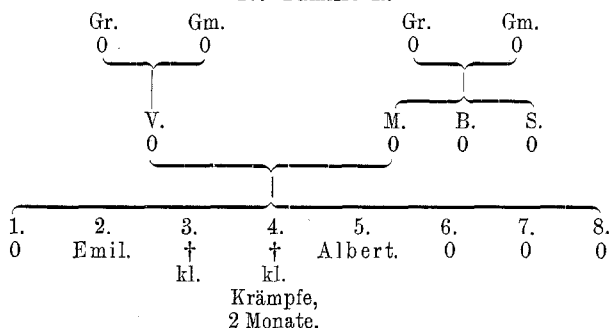 Gr. Gm. Gr. Gm.
0 0 0 0
V. M. B. S.
0 0 0 0
1. 2. 3. 4. 5. 6. 7. 8.
0 Emil. † † Albert. 0 0 0
kl. kl.
Krämpfe,
2 Monate.